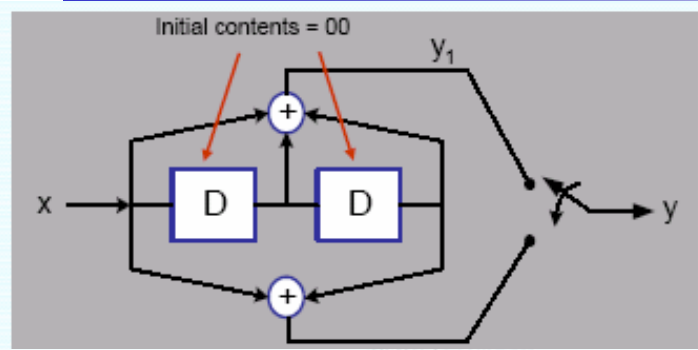 Initial contents = 00
y1
+
x
D
D
y
+